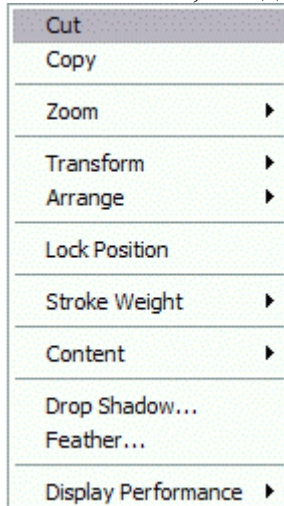 Cut
Copy
Zoom
Transform
Arrange
Lock Position
Stroke Weight
Content
Drop Shadow...
Feather...
Display Performance